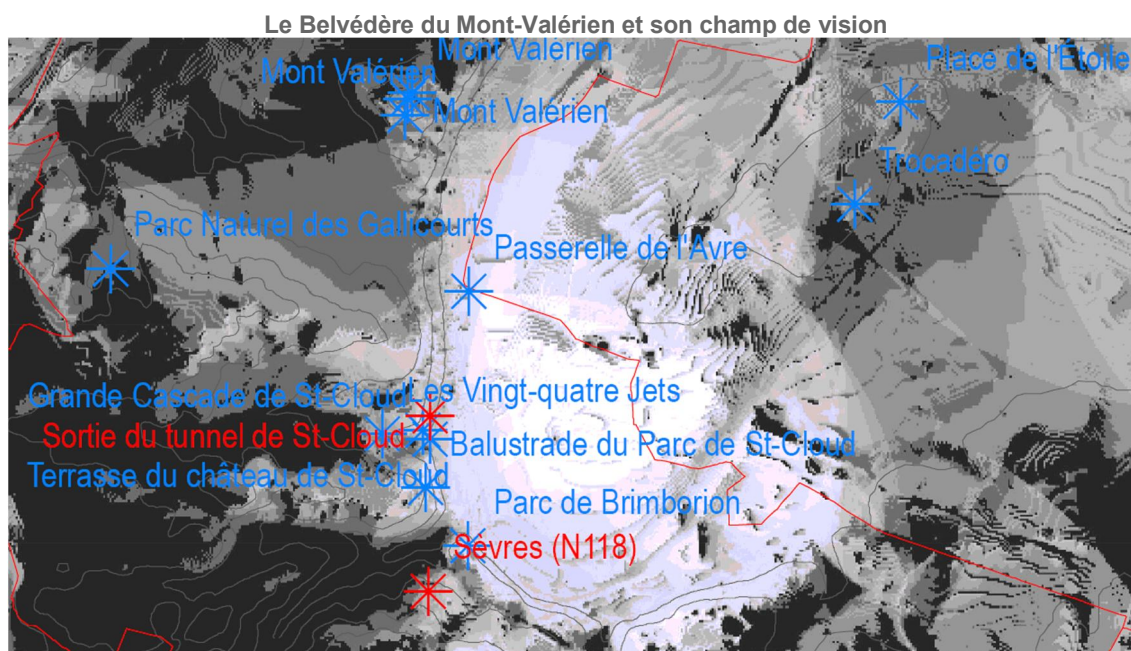 Le Belvédère du Mont-Valérien et son champ de vision
Mont Valérien
Place de l'Étoile
Mont Valérien
Mont Valérien
Trocadéro
Parc Naturel des Gallicourts
Passerelle de l'Avre
Grande Cascade de St-Cloud
Les Vingt-quatre Jets
Sortie du tunnel de St-Cloud
Balustrade du Parc de St-Cloud
Terrasse du château de St-Cloud
Parc de Brimborion
Sèvres (N118)